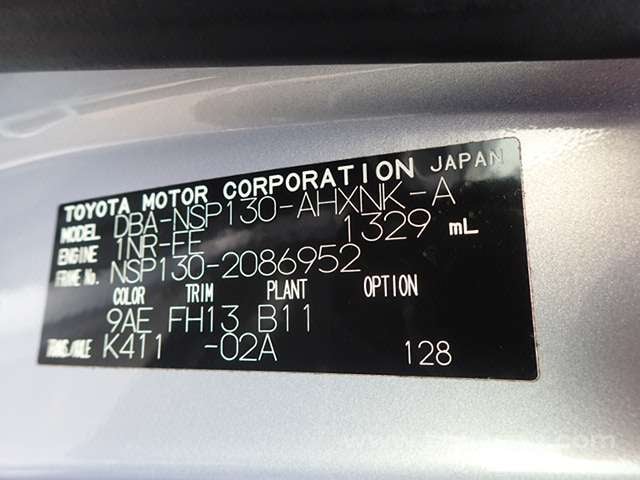 TOYOTA MOTOR CORPORATION JAPAN
MODEL DBA-NSP130-AHXNK-A
ENGINE 1NR-FE 1329 mL
FRAME No. NSP130-2086952
COLOR TRIM PLANT OPTION
9AE FH13 B11
TRANS/AXLE K411 -02A 128